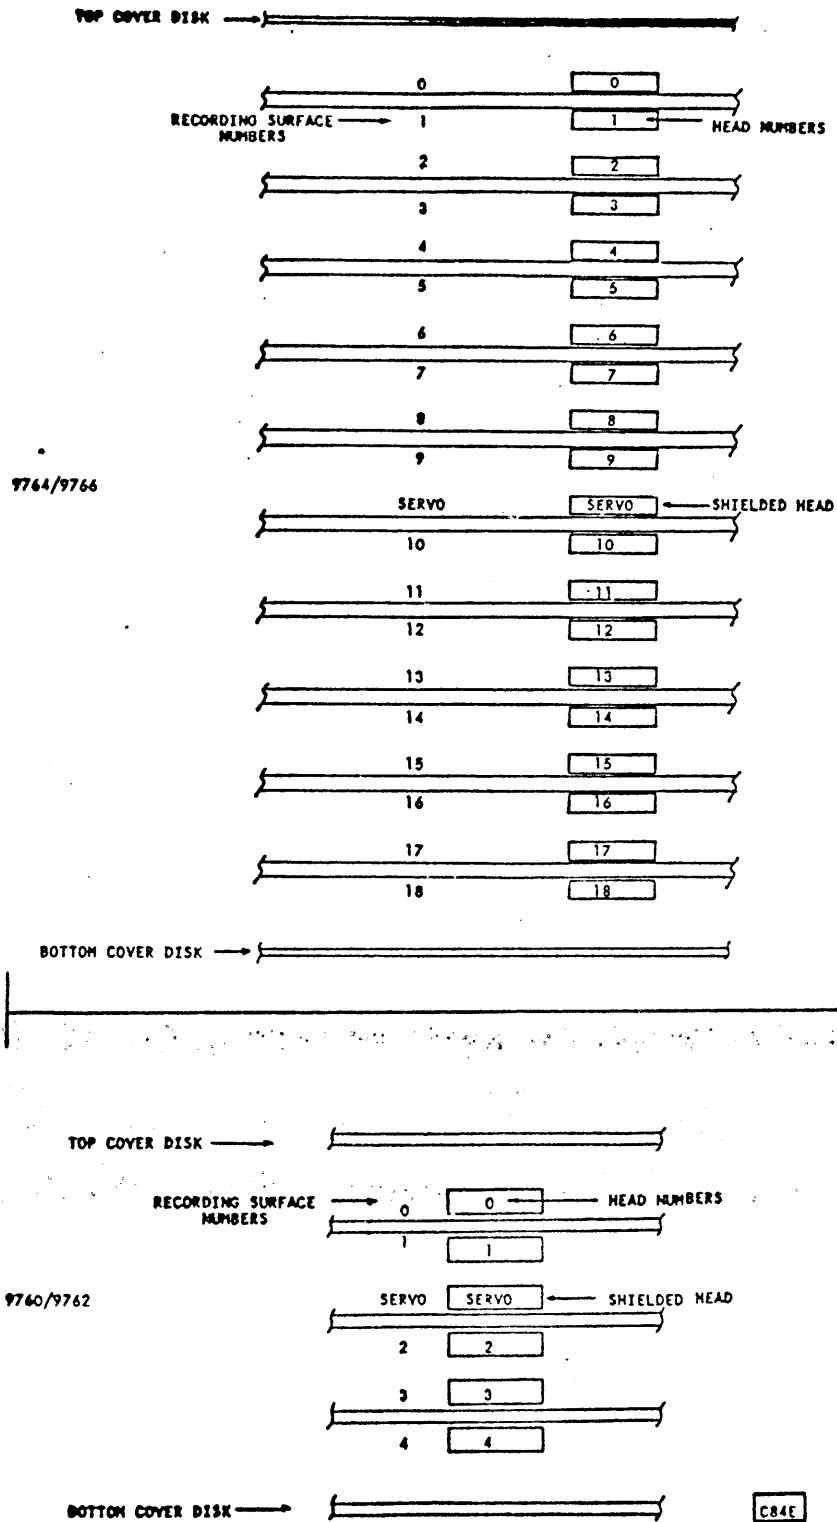 TOP COVER DISK
0 0
RECORDING SURFACE NUMBERS 1 1 HEAD NUMBERS
2 2
3 3
4 4
5 5
6 6
7 7
8 8
9 9
9764/9766
SERVO SERVO SHIELDED HEAD
10 10
11 11
12 12
13 13
14 14
15 15
16 16
17 17
18 18
BOTTOM COVER DISK
TOP COVER DISK
RECORDING SURFACE NUMBERS 0 0 HEAD NUMBERS
1 1
9760/9762 SERVO SERVO SHIELDED HEAD
2 2
3 3
4 4
BOTTOM COVER DISK
C84E